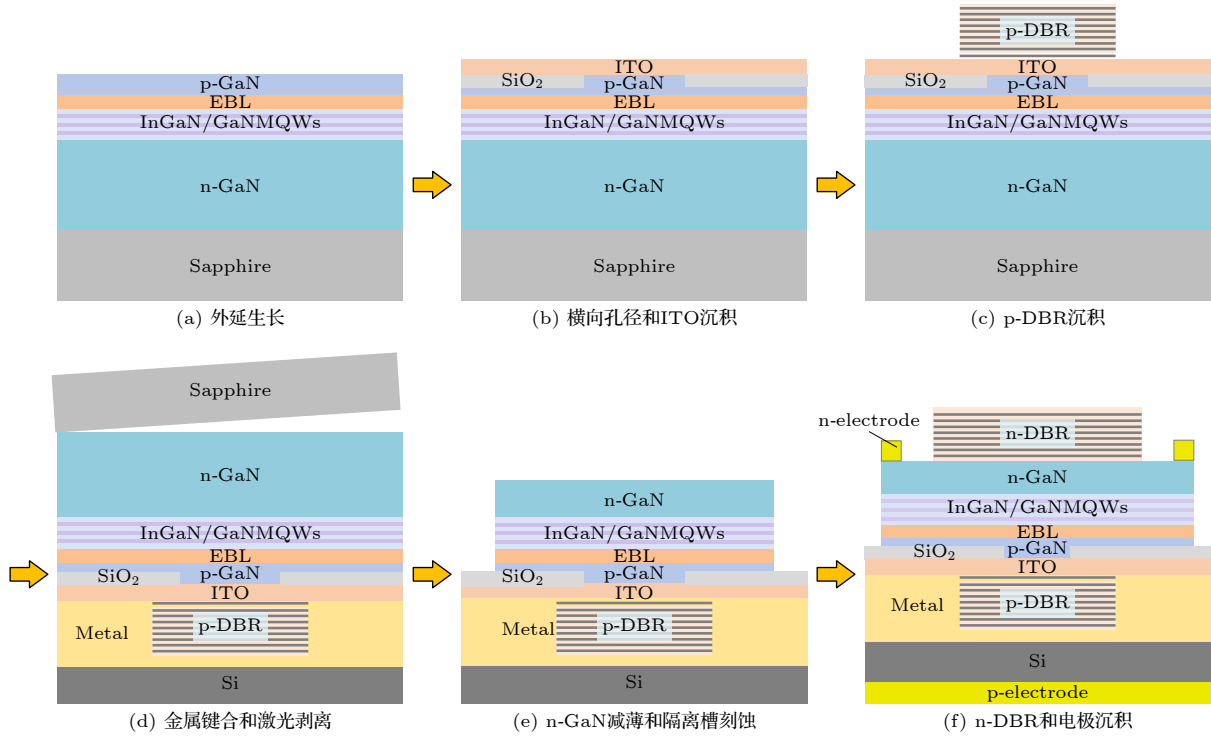 p-GaN
EBL
InGaN/GaNMQWs
n-GaN
Sapphire
(a) 外延生长
ITO
SiO₂
p-GaN
EBL
InGaN/GaNMQWs
n-GaN
Sapphire
(b) 横向孔径和ITO沉积
p-DBR
ITO
SiO₂
p-GaN
EBL
InGaN/GaNMQWs
n-GaN
Sapphire
(c) p-DBR沉积
Sapphire
n-GaN
InGaN/GaNMQWs
EBL
SiO₂
p-GaN
ITO
Metal
p-DBR
Si
(d) 金属键合和激光剥离
n-GaN
InGaN/GaNMQWs
EBL
SiO₂
p-GaN
ITO
Metal
p-DBR
Si
(e) n-GaN减薄和隔离槽刻蚀
n-electrode
n-DBR
n-GaN
InGaN/GaNMQWs
EBL
SiO₂
p-GaN
ITO
Metal
p-DBR
Si
p-electrode
(f) n-DBR和电极沉积